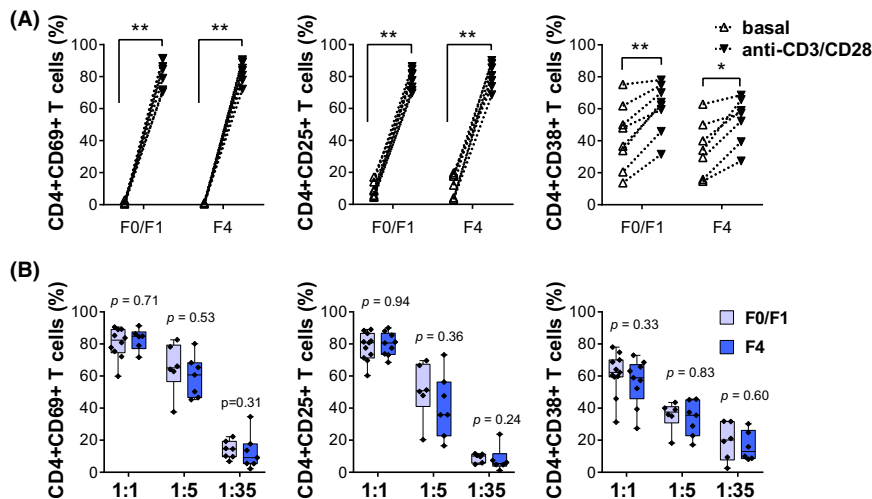 (A)
CD4+CD69+ T cells (%)
100
80
60
40
20
0
**
**
F0/F1
F4
CD4+CD25+ T cells (%)
100
80
60
40
20
0
**
**
F0/F1
F4
CD4+CD38+ T cells (%)
100
80
60
40
20
0
**
*
F0/F1
F4
basal
anti-CD3/CD28
(B)
CD4+CD69+ T cells (%)
100
80
60
40
20
0
p = 0.71
p = 0.53
p=0.31
1:1
1:5
1:35
CD4+CD25+ T cells (%)
100
80
60
40
20
0
p = 0.94
p = 0.36
p = 0.24
1:1
1:5
1:35
CD4+CD38+ T cells (%)
100
80
60
40
20
0
p = 0.33
p = 0.83
p = 0.60
1:1
1:5
1:35
F0/F1
F4